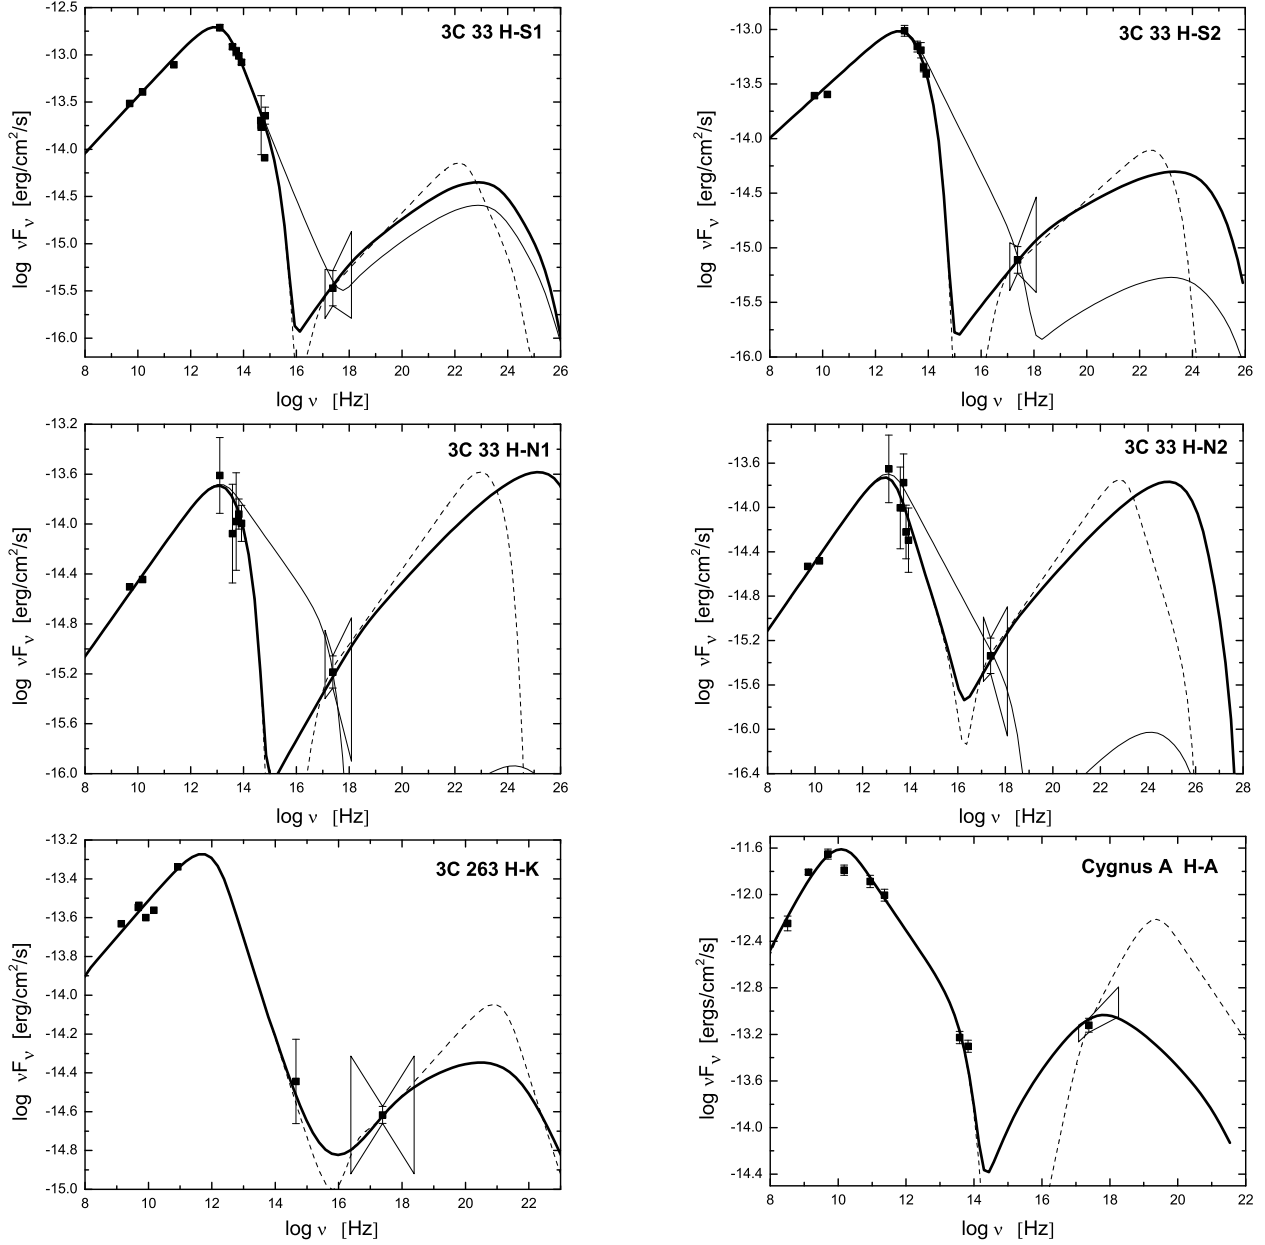 3C 33 H-S1
log νFν [erg/cm²/s]
-12.5
-13.0
-13.5
-14.0
-14.5
-15.0
-15.5
-16.0
8 10 12 14 16 18 20 22 24 26
log ν [Hz]
3C 33 H-S2
log νFν [erg/cm²/s]
-13.0
-13.5
-14.0
-14.5
-15.0
-15.5
-16.0
8 10 12 14 16 18 20 22 24 26
log ν [Hz]
3C 33 H-N1
log νFν [erg/cm²/s]
-13.2
-13.6
-14.0
-14.4
-14.8
-15.2
-15.6
-16.0
8 10 12 14 16 18 20 22 24 26
log ν [Hz]
3C 33 H-N2
log νFν [erg/cm²/s]
-13.6
-14.0
-14.4
-14.8
-15.2
-15.6
-16.0
-16.4
8 10 12 14 16 18 20 22 24 26 28
log ν [Hz]
3C 263 H-K
log νFν [erg/cm²/s]
-13.2
-13.4
-13.6
-13.8
-14.0
-14.2
-14.4
-14.6
-14.8
-15.0
8 10 12 14 16 18 20 22
log ν [Hz]
Cygnus A H-A
log νFν [ergs/cm²/s]
-11.6
-12.0
-12.4
-12.8
-13.2
-13.6
-14.0
-14.4
8 10 12 14 16 18 20 22
log ν [Hz]